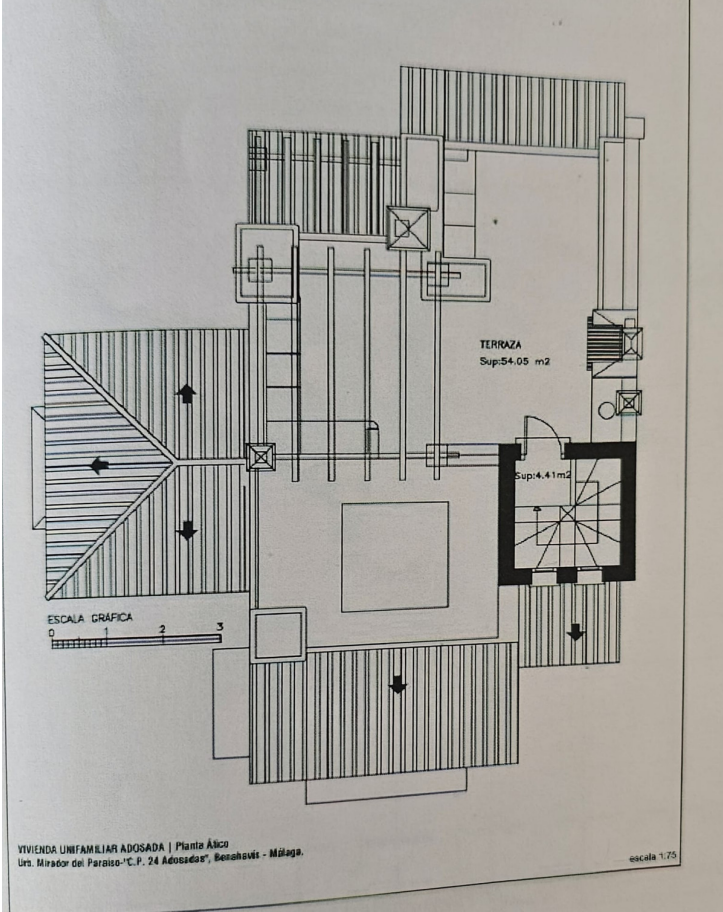 TERRAZA
Sup:54.05 m2
Sup:4.41m2
ESCALA GRÁFICA
0 1 2 3
VIVIENDA UNIFAMILIAR ADOSADA | Planta Ático
Urb. Mirador del Paraiso-"C.P. 24 Adosadas", Benahavis - Málaga.
escala 1:75